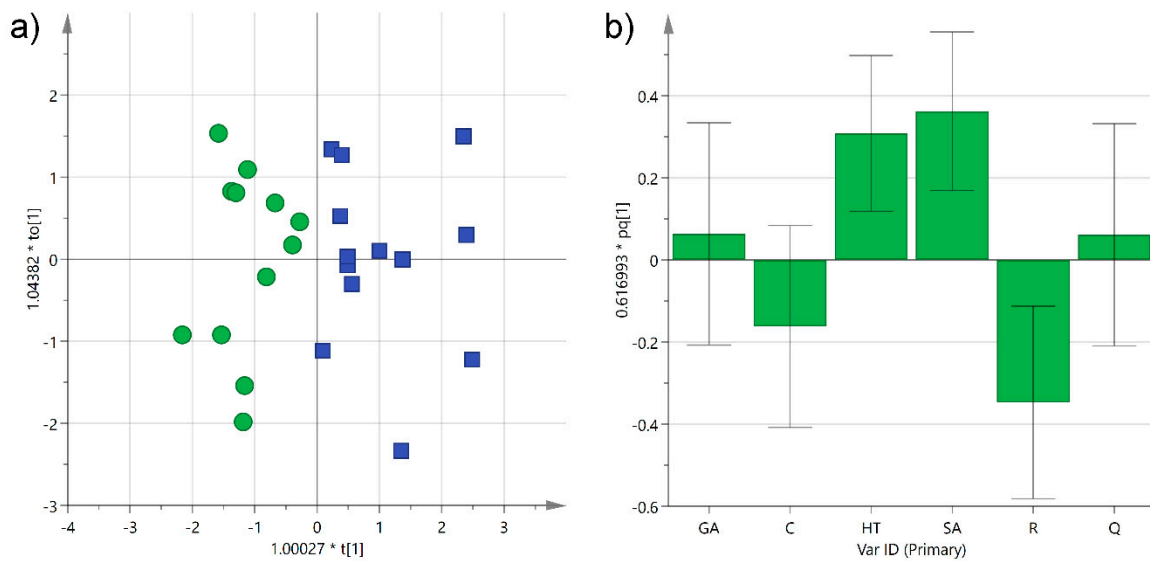 a)
1.04382 * to[1]
2
1
0
-1
-2
-3
-4 -3 -2 -1 0 1 2 3
1.00027 * t[1]
b)
0.616993 * pq[1]
0.4
0.2
0
-0.2
-0.4
-0.6
GA C HT SA R Q
Var ID (Primary)